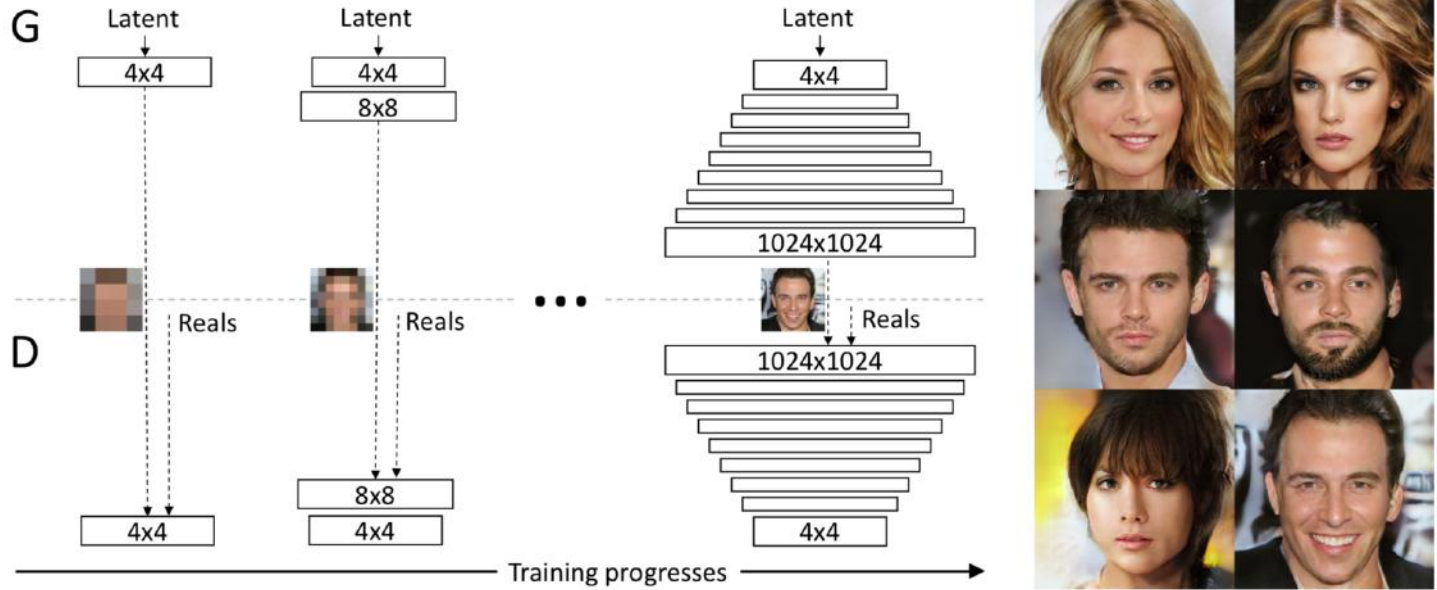 G
Latent
4x4
Reals
D
4x4
Latent
4x4
8x8
Reals
8x8
4x4
...
Latent
4x4
1024x1024
Reals
1024x1024
4x4
Training progresses